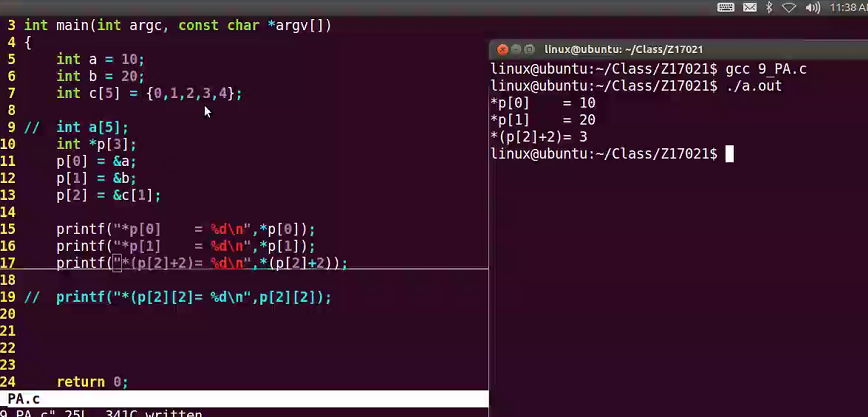 11:38 AM
3 int main(int argc, const char *argv[])
4 {
5 int a = 10;
6 int b = 20;
7 int c[5] = {0,1,2,3,4};
8
9 // int a[5];
10 int *p[3];
11 p[0] = &a;
12 p[1] = &b;
13 p[2] = &c[1];
14
15 printf("*p[0] = %d\n",*p[0]);
16 printf("*p[1] = %d\n",*p[1]);
17 printf("*(p[2]+2)= %d\n",*(p[2]+2));
18
19 // printf("*(p[2][2]= %d\n",p[2][2]);
20
21
22
23
24 return 0;
PA.c
9_PA.c" 25L, 341C written
linux@ubuntu: ~/Class/Z17021
linux@ubuntu:~/Class/Z17021$ gcc 9_PA.c
linux@ubuntu:~/Class/Z17021$ ./a.out
*p[0] = 10
*p[1] = 20
*(p[2]+2)= 3
linux@ubuntu:~/Class/Z17021$